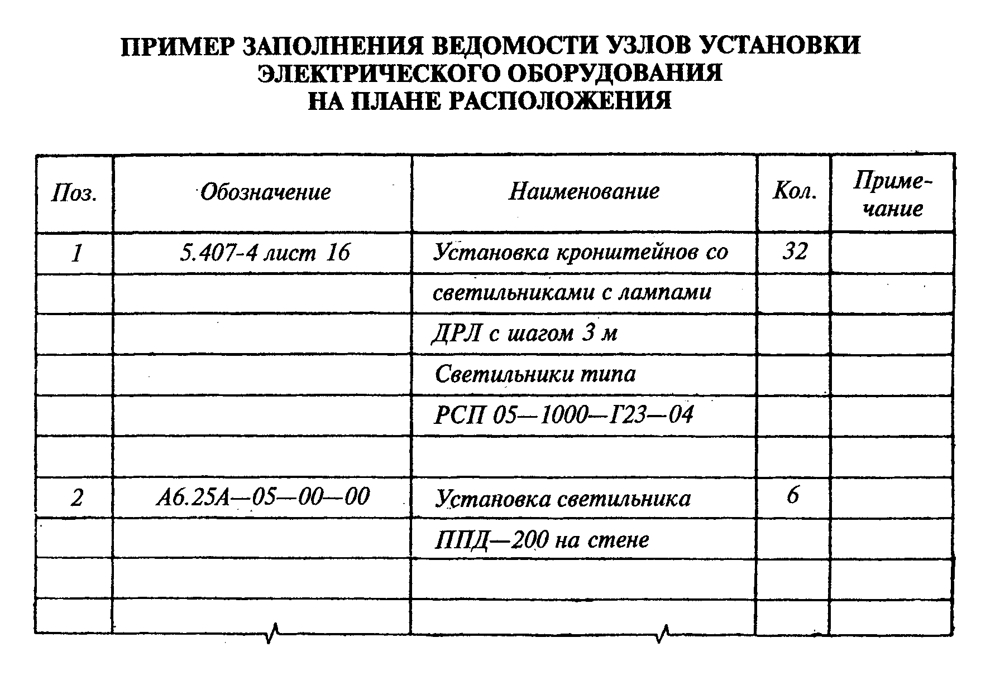 ПРИМЕР ЗАПОЛНЕНИЯ ВЕДОМОСТИ УЗЛОВ УСТАНОВКИ
ЭЛЕКТРИЧЕСКОГО ОБОРУДОВАНИЯ
НА ПЛАНЕ РАСПОЛОЖЕНИЯ
Поз. Обозначение Наименование Кол. Приме-
чание
1 5.407-4 лист 16 Установка кронштейнов со 32
светильниками с лампами
ДРЛ с шагом 3 м
Светильники типа
РСП 05—1000—Г23—04
2 А6.25А—05—00—00 Установка светильника 6
ППД—200 на стене